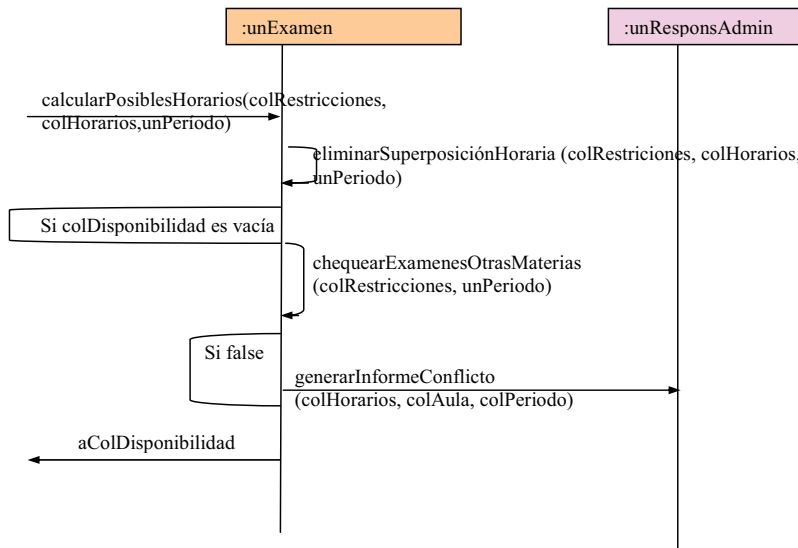 :unExamen
:unResponsAdmin
calcularPosiblesHorarios(colRestricciones,
colHorarios,unPeríodo)
eliminarSuperposiciónHoraria (colRestriciones, colHorarios,
unPeriodo)
Si colDisponibilidad es vacía
chequearExamenesOtrasMaterias
(colRestricciones, unPeriodo)
Si false
generarInformeConflicto
(colHorarios, colAula, colPeriodo)
aColDisponibilidad